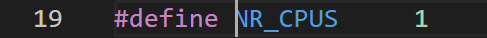 19 #define NR_CPUS 1